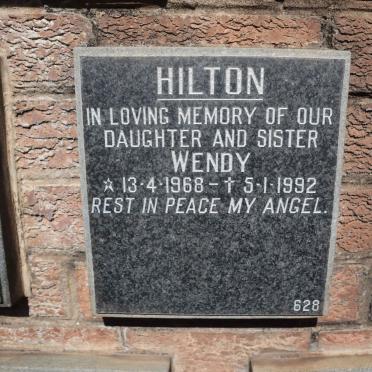 HILTON
IN LOVING MEMORY OF OUR
DAUGHTER AND SISTER
WENDY
☆ 13-4-1968 - † 5-1-1992
REST IN PEACE MY ANGEL.
628